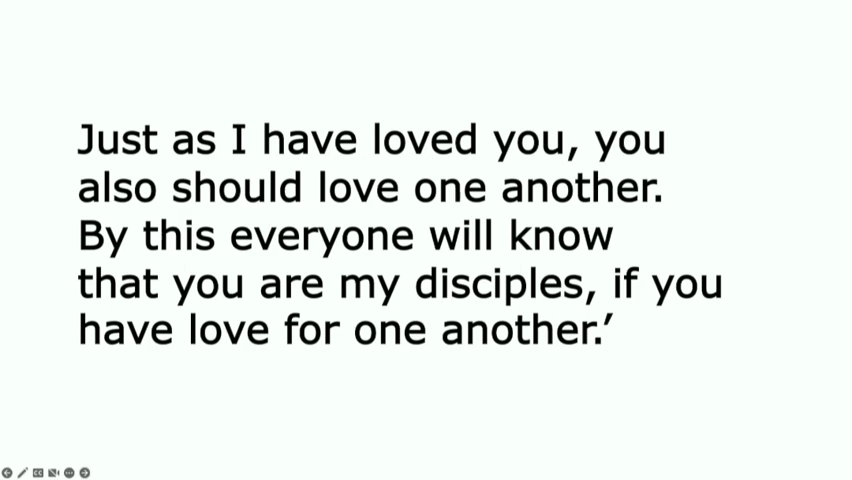 Just as I have loved you, you
also should love one another.
By this everyone will know
that you are my disciples, if you
have love for one another.’